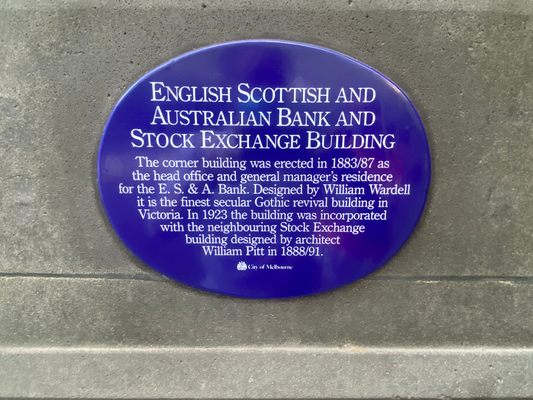 ENGLISH SCOTTISH AND
AUSTRALIAN BANK AND
STOCK EXCHANGE BUILDING
The corner building was erected in 1883/87 as
the head office and general manager's residence
for the E. S. & A. Bank. Designed by William Wardell
it is the finest secular Gothic revival building in
Victoria. In 1923 the building was incorporated
with the neighbouring Stock Exchange
building designed by architect
William Pitt in 1888/91.
City of Melbourne